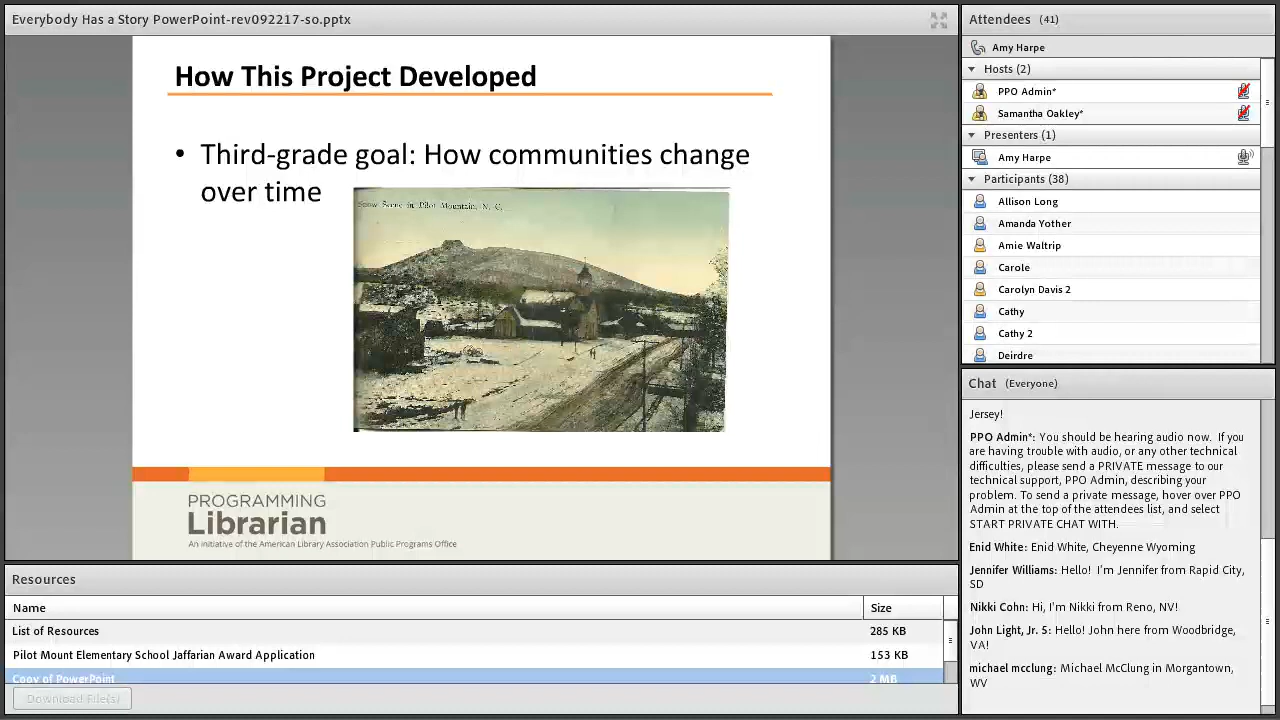 Everybody Has a Story PowerPoint-rev092217-so.pptx
How This Project Developed
• Third-grade goal: How communities change
over time
Snow Scene in Pilot Mountain, N. C.
PROGRAMMING
Librarian
An initiative of the American Library Association Public Programs Office
Resources
Name Size
List of Resources 285 KB
Pilot Mount Elementary School Jaffarian Award Application 153 KB
Copy of PowerPoint 2 MB
Download File(s)
Attendees (41)
Amy Harpe
Hosts (2)
PPO Admin*
Samantha Oakley*
Presenters (1)
Amy Harpe
Participants (38)
Allison Long
Amanda Yother
Amie Waltrip
Carole
Carolyn Davis 2
Cathy
Cathy 2
Deirdre
Chat (Everyone)
Jersey!
PPO Admin*: You should be hearing audio now. If you
are having trouble with audio, or any other technical
difficulties, please send a PRIVATE message to our
technical support, PPO Admin, describing your
problem. To send a private message, hover over PPO
Admin at the top of the attendees list, and select
START PRIVATE CHAT WITH.
Enid White: Enid White, Cheyenne Wyoming
Jennifer Williams: Hello! I'm Jennifer from Rapid City,
SD
Nikki Cohn: Hi, I'm Nikki from Reno, NV!
John Light, Jr. 5: Hello! John here from Woodbridge,
VA!
michael mcclung: Michael McClung in Morgantown,
WV